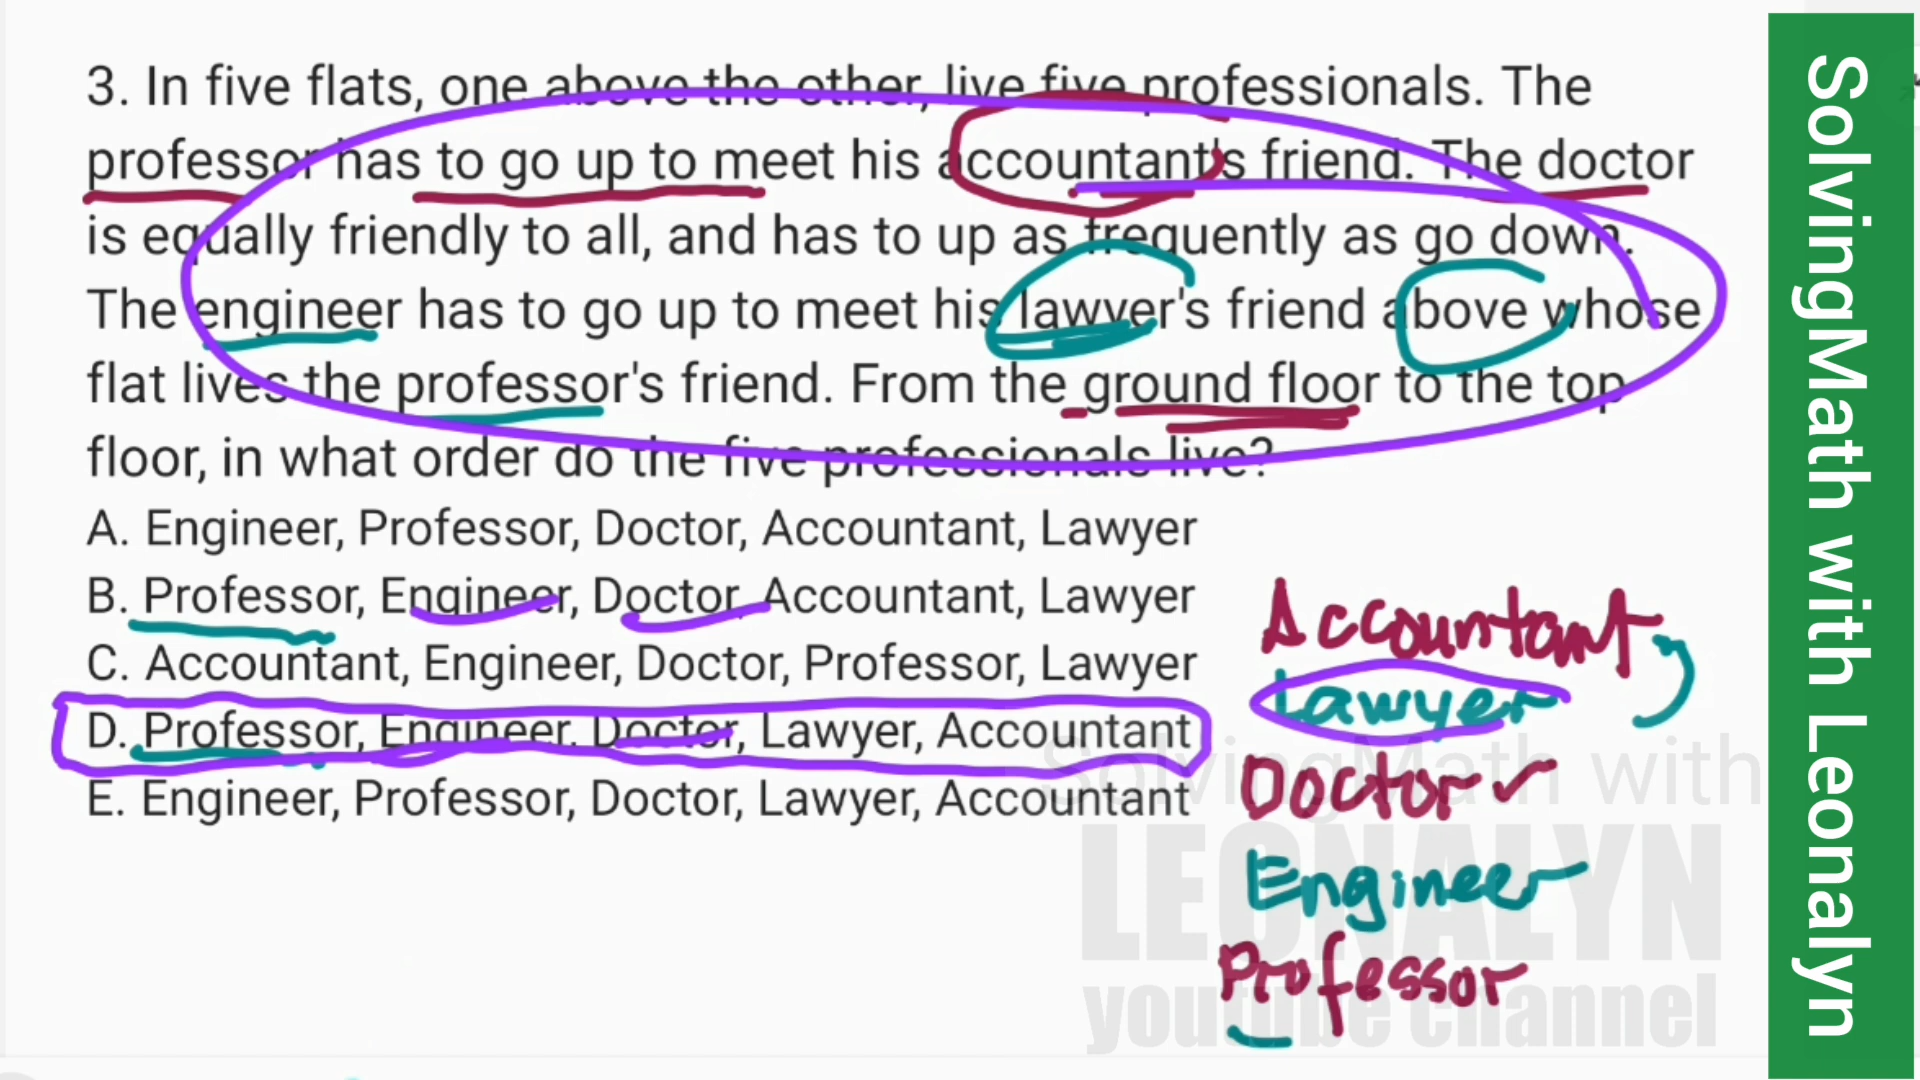 3. In five flats, one above the other, live five professionals. The
professor has to go up to meet his accountant's friend. The doctor
is equally friendly to all, and has to up as frequently as go down.
The engineer has to go up to meet his lawyer's friend above whose
flat lives the professor's friend. From the ground floor to the top
floor, in what order do the five professionals live?
A. Engineer, Professor, Doctor, Accountant, Lawyer
B. Professor, Engineer, Doctor, Accountant, Lawyer
C. Accountant, Engineer, Doctor, Professor, Lawyer
D. Professor, Engineer, Doctor, Lawyer, Accountant
E. Engineer, Professor, Doctor, Lawyer, Accountant
Accountant
Lawyer
Doctor
Engineer
Professor
SolvingMath with
LEONALYN
youtube channel
SolvingMath with Leonalyn